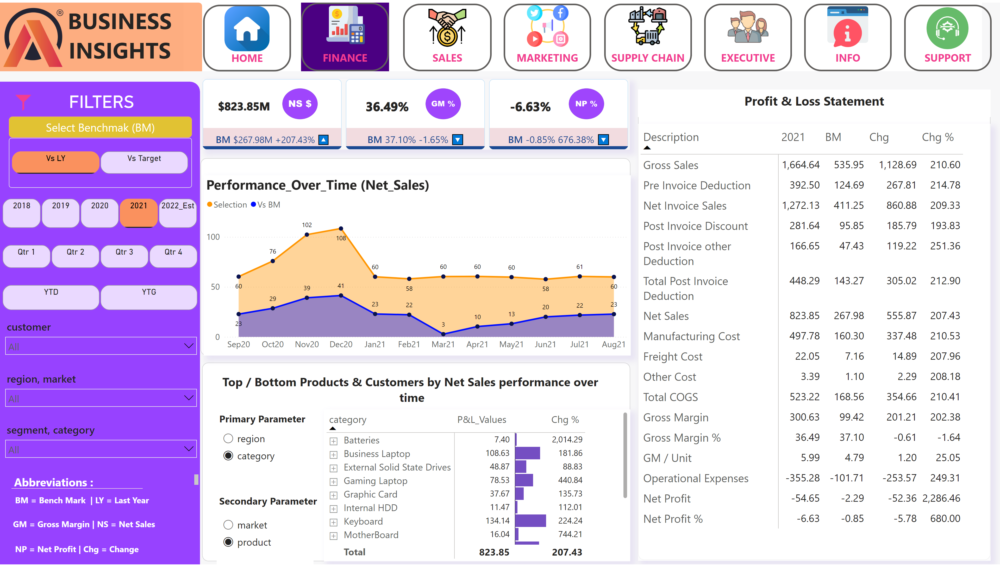 ®
BUSINESS
INSIGHTS
HOME
FINANCE
SALES
MARKETING
SUPPLY CHAIN
EXECUTIVE
INFO
SUPPORT
FILTERS
Select Benchmak (BM)
Vs LY
Vs Target
2018
2019
2020
2021
2022_Est
Qtr 1
Qtr 2
Qtr 3
Qtr 4
YTD
YTG
customer
All
region, market
All
segment, category
All
Abbreviations :
BM = Bench Mark | LY = Last Year
GM = Gross Margin | NS = Net Sales
NP = Net Profit | Chg = Change
$823.85M NS $
BM $267.98M +207.43%
36.49% GM %
BM 37.10% -1.65%
-6.63% NP %
BM -0.85% 676.38%
Performance_Over_Time (Net_Sales)
Selection Vs BM
100
50
0
60 76 102 108 60 58 60 60 60 58 61 60
23 29 39 41 23 22 3 10 13 20 22 23
Sep20 Oct20 Nov20 Dec20 Jan21 Feb21 Mar21 Apr21 May21 Jun21 Jul21 Aug21
Top / Bottom Products & Customers by Net Sales performance over
time
Primary Parameter
region
category
Secondary Parameter
market
product
category P&L_Values Chg %
Batteries 7.40 2,014.29
Business Laptop 108.63 181.86
External Solid State Drives 48.87 88.83
Gaming Laptop 78.53 440.84
Graphic Card 37.67 135.73
Internal HDD 11.47 112.01
Keyboard 134.14 224.24
MotherBoard 16.04 744.21
Total 823.85 207.43
Profit & Loss Statement
Description 2021 BM Chg Chg %
Gross Sales 1,664.64 535.95 1,128.69 210.60
Pre Invoice Deduction 392.50 124.69 267.81 214.78
Net Invoice Sales 1,272.13 411.25 860.88 209.33
Post Invoice Discount 281.64 95.85 185.79 193.83
Post Invoice other 166.65 47.43 119.22 251.36
Deduction
Total Post Invoice 448.29 143.27 305.02 212.90
Deduction
Net Sales 823.85 267.98 555.87 207.43
Manufacturing Cost 497.78 160.30 337.48 210.53
Freight Cost 22.05 7.16 14.89 207.96
Other Cost 3.39 1.10 2.29 208.18
Total COGS 523.22 168.56 354.66 210.41
Gross Margin 300.63 99.42 201.21 202.38
Gross Margin % 36.49 37.10 -0.61 -1.64
GM / Unit 5.99 4.79 1.20 25.05
Operational Expenses -355.28 -101.71 -253.57 249.31
Net Profit -54.65 -2.29 -52.36 2,286.46
Net Profit % -6.63 -0.85 -5.78 680.00